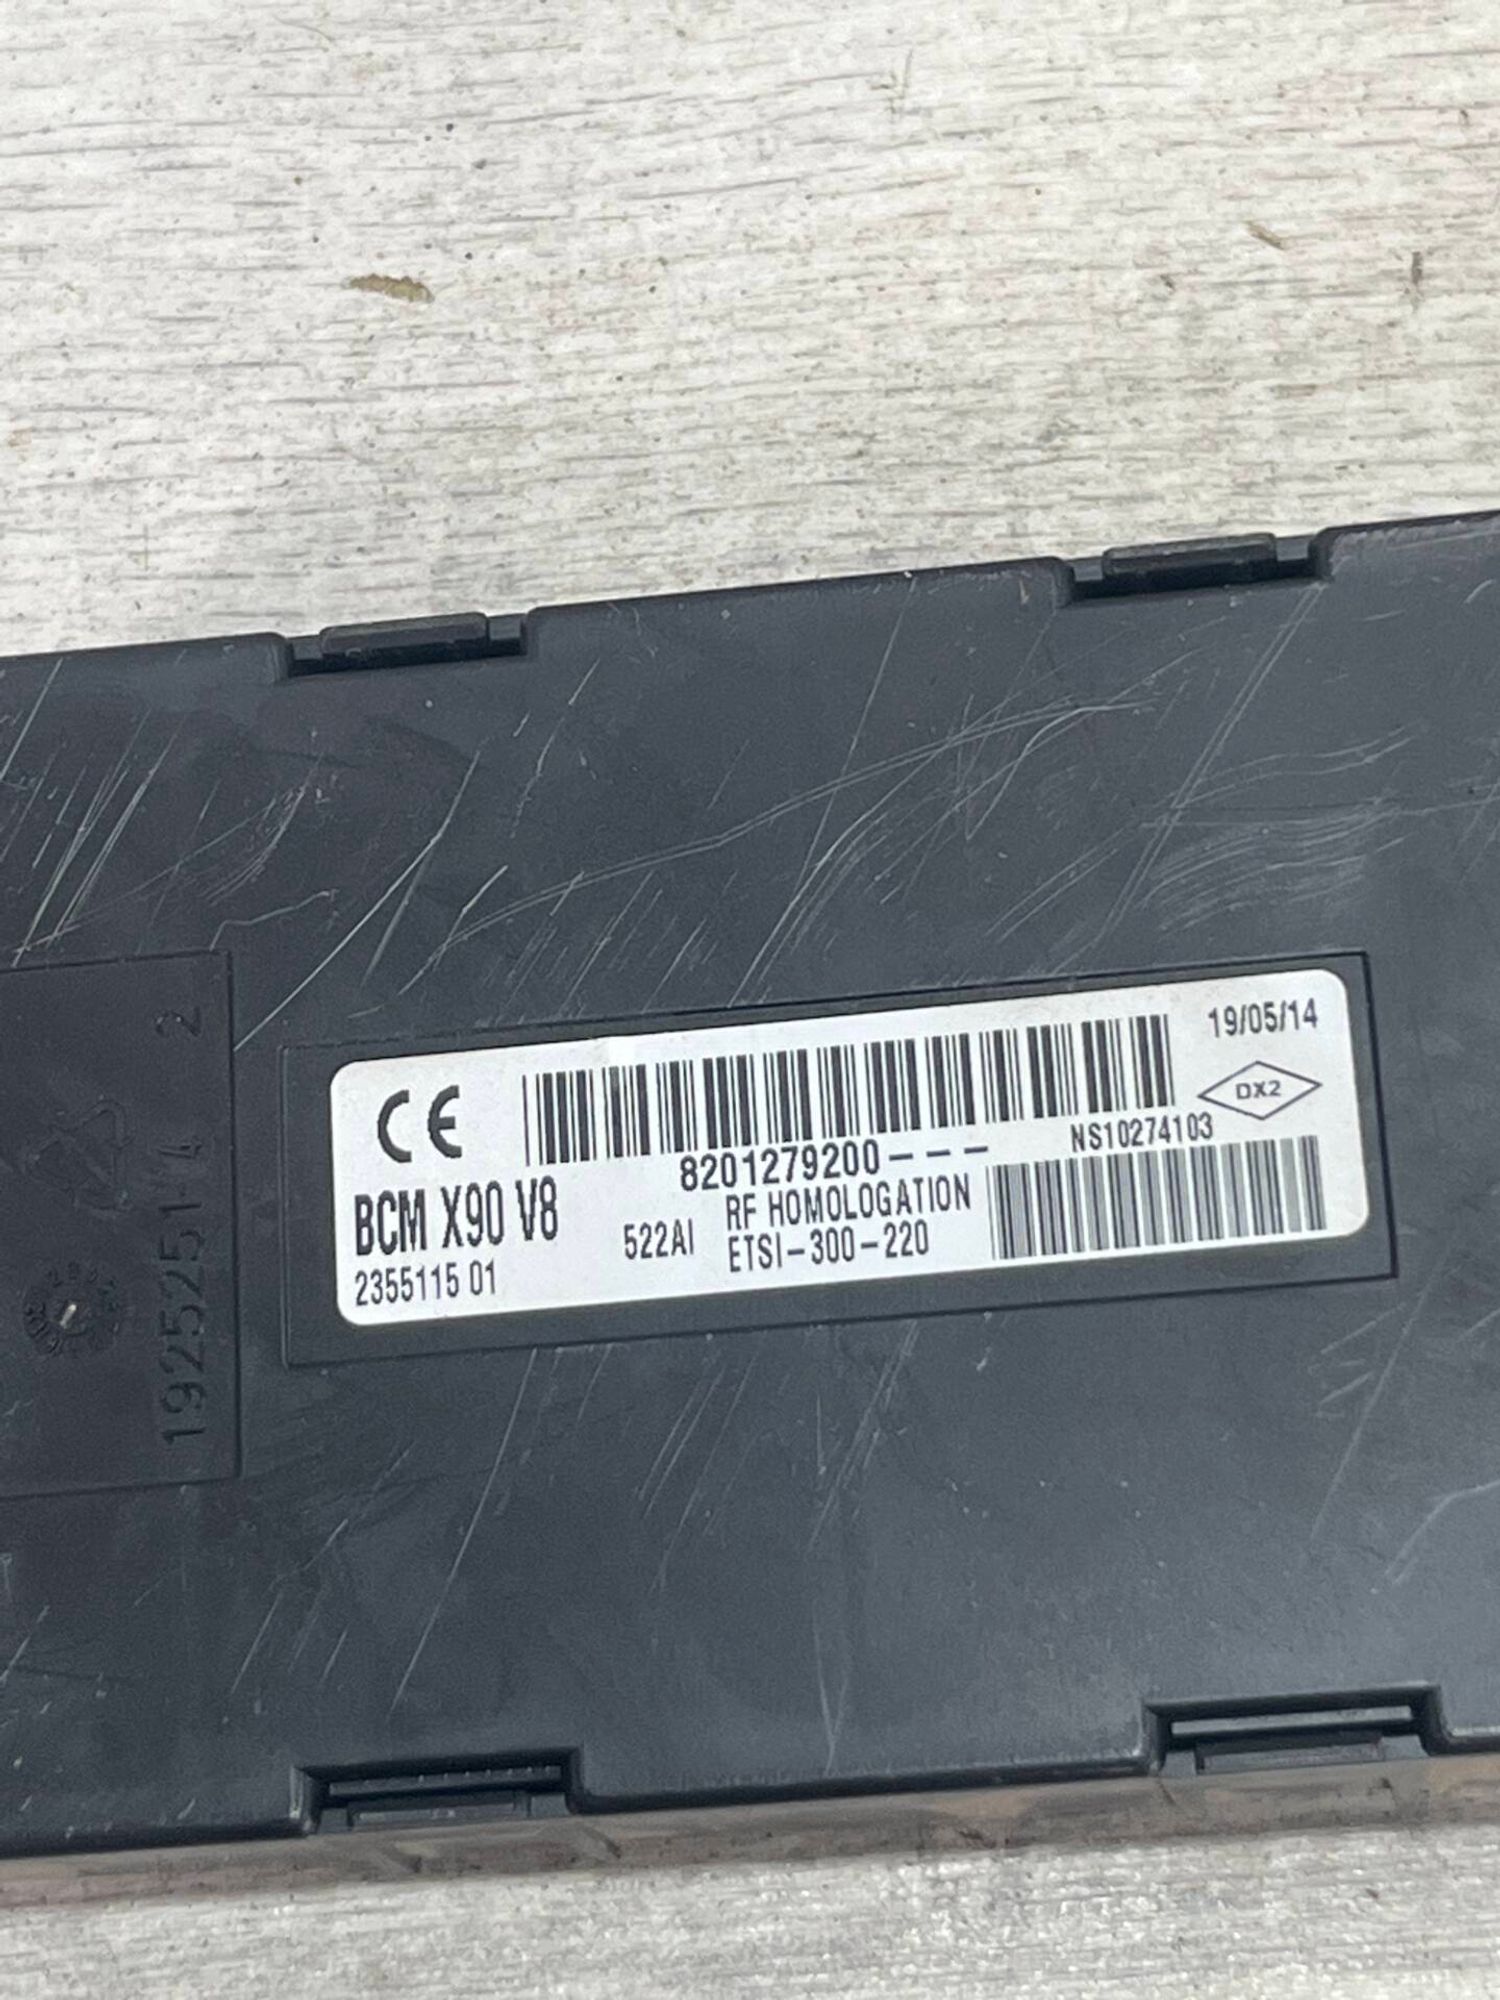 CE
19/05/14
DX2
8201279200---
NS10274103
BCM X90 V8
522AI
RF HOMOLOGATION
ETSI-300-220
2355115 01
19252514 2